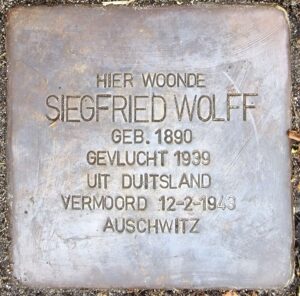 HIER WOONDE
SIEGFRIED WOLFF
GEB. 1890
GEVLUCHT 1939
UIT DUITSLAND
VERMOORD 12-2-1943
AUSCHWITZ